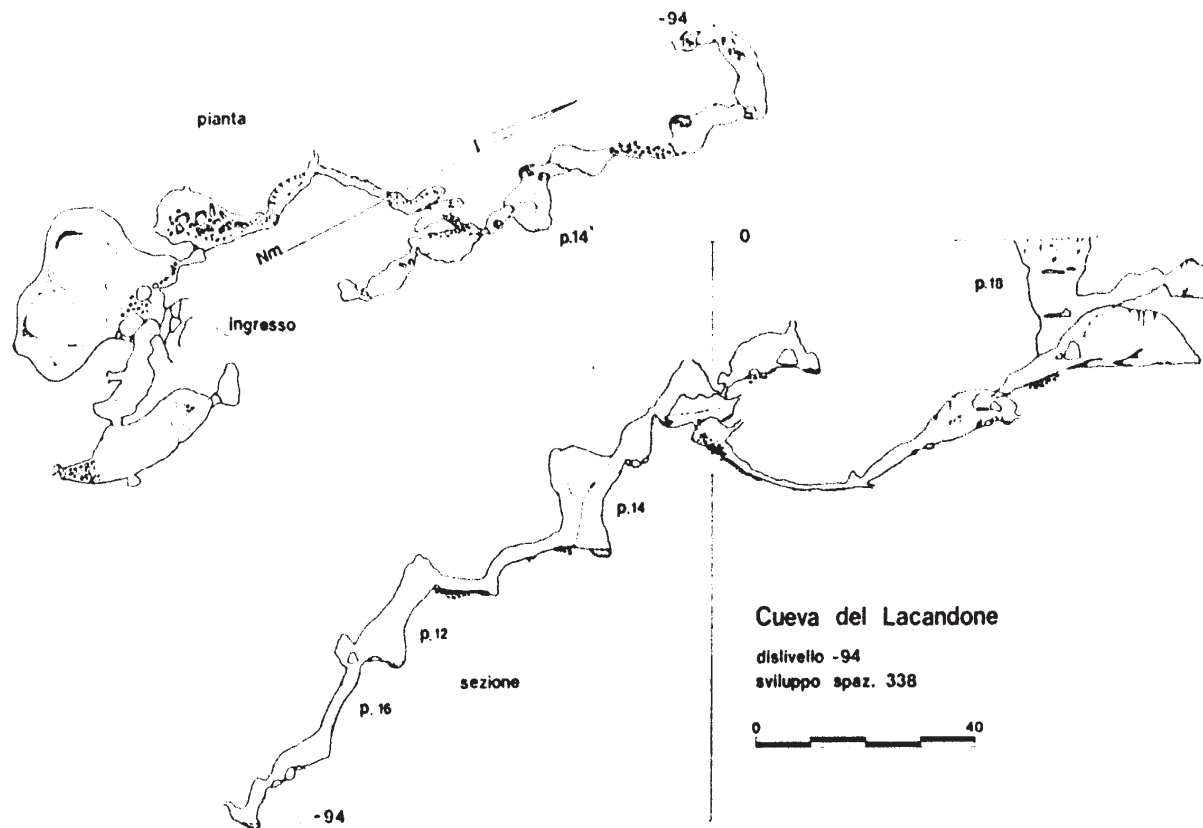 -94
pianta
Nm
p.14
0
p.18
ingresso
p.14
p.12
sezione
p.16
-94
Cueva del Lacandone
dislivello -94
sviluppo spaz. 338
0 40